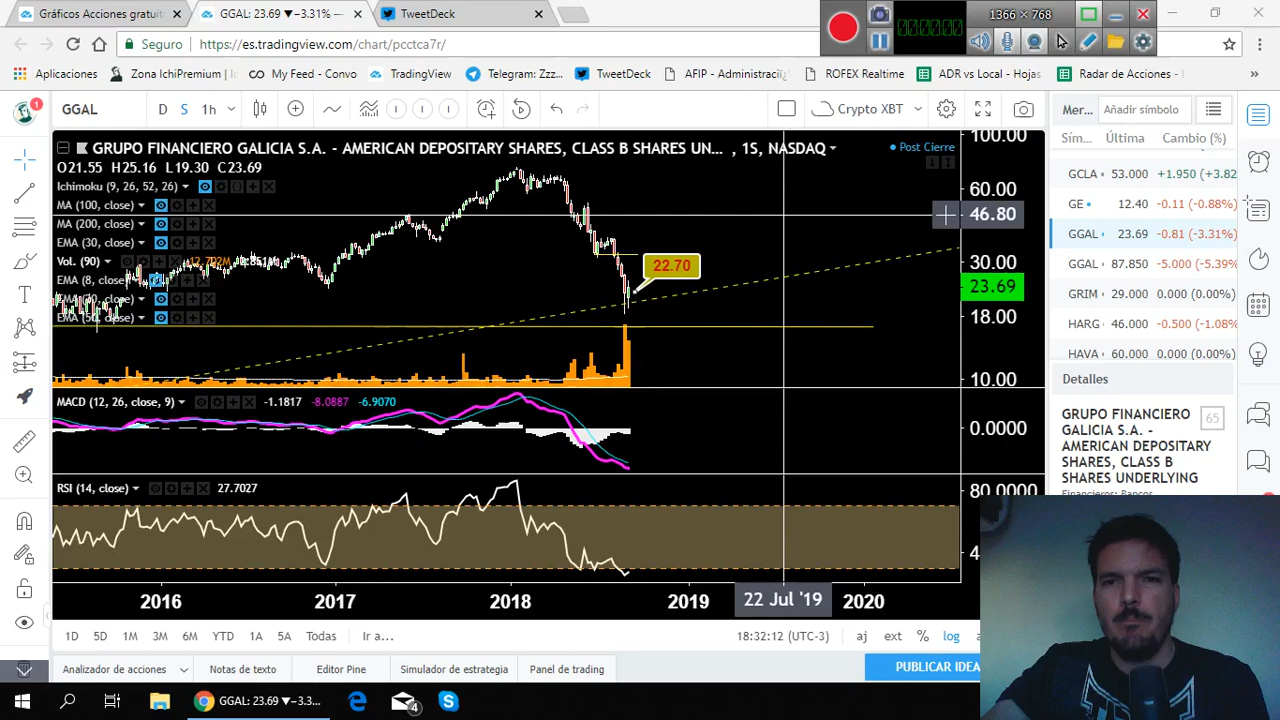 Gráficos Acciones gratuit
GGAL: 23.69 ▼−3.31%
TweetDeck
1366 × 768
Seguro
https://es.tradingview.com/chart/pcctca7r/
Aplicaciones
Zona IchiPremium
My Feed - Convo
TradingView
Telegram: Zzz...
TweetDeck
ROFEX Realtime
ADR vs Local - Hojas
Radar de Acciones -
1
GGAL
D
S
1h
Crypto XBT
Mer...
Añadir símbolo
GRUPO FINANCIERO GALICIA S.A. - AMERICAN DEPOSITARY SHARES, CLASS B SHARES UN... , 1S, NASDAQ
Post Cierre
Sím...
Última
Cambio (%)
O21.55 H25.16 L19.30 C23.69
Ichimoku (9, 26, 52, 26)
MA (100, close)
MA (200, close)
EMA (30, close)
Vol. (90)
EMA (8, close)
100.00
60.00
46.80
30.00
23.69
18.00
10.00
22.70
GCLA 53.000 +1.950 (+3.82
GE 12.40 -0.11 (-0.88%)
GGAL 23.69 -0.81 (-3.31%)
GGAL 87.850 -5.000 (-5.39%
GRIM 29.000 0.000 (0.00%)
HARG 46.000 -0.500 (-1.08%
HAVA 60.000 0.000 (0.00%)
Detalles
GRUPO FINANCIERO
GALICIA S.A. -
AMERICAN DEPOSITARY
SHARES, CLASS B
SHARES UNDERLYING
65
MACD (12, 26, close, 9)
-1.1817 -8.0887 -6.9070
0.0000
RSI (14, close)
27.7027
80.0000
2016
2017
2018
2019
22 Jul '19
2020
1D 5D 1M 3M 6M YTD 1A 5A Todas
Ir a...
18:32:12 (UTC-3)
aj
ext
%
log
Analizador de acciones
Notas de texto
Editor Pine
Simulador de estrategia
Panel de trading
PUBLICAR IDEA
GGAL: 23.69 ▼−3.3...
4